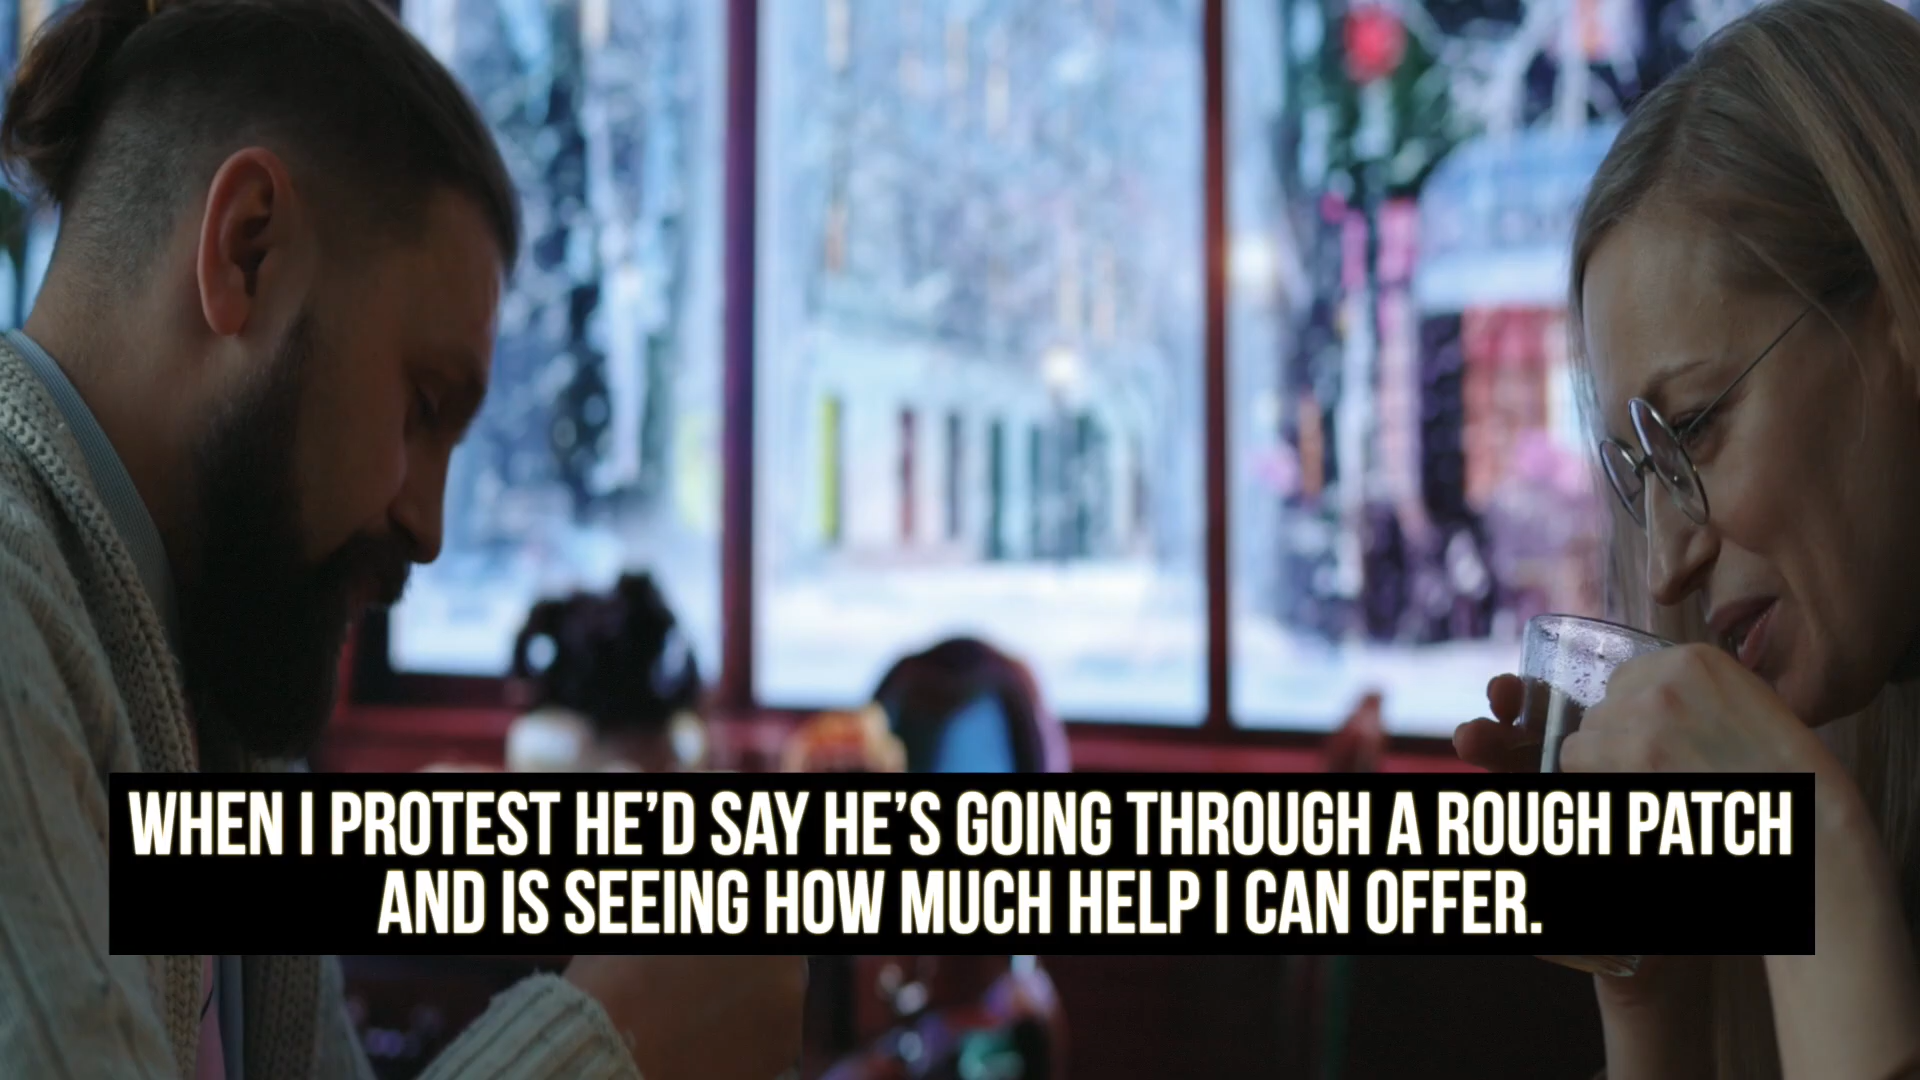 WHEN I PROTEST HE’D SAY HE’S GOING THROUGH A ROUGH PATCH
AND IS SEEING HOW MUCH HELP I CAN OFFER.